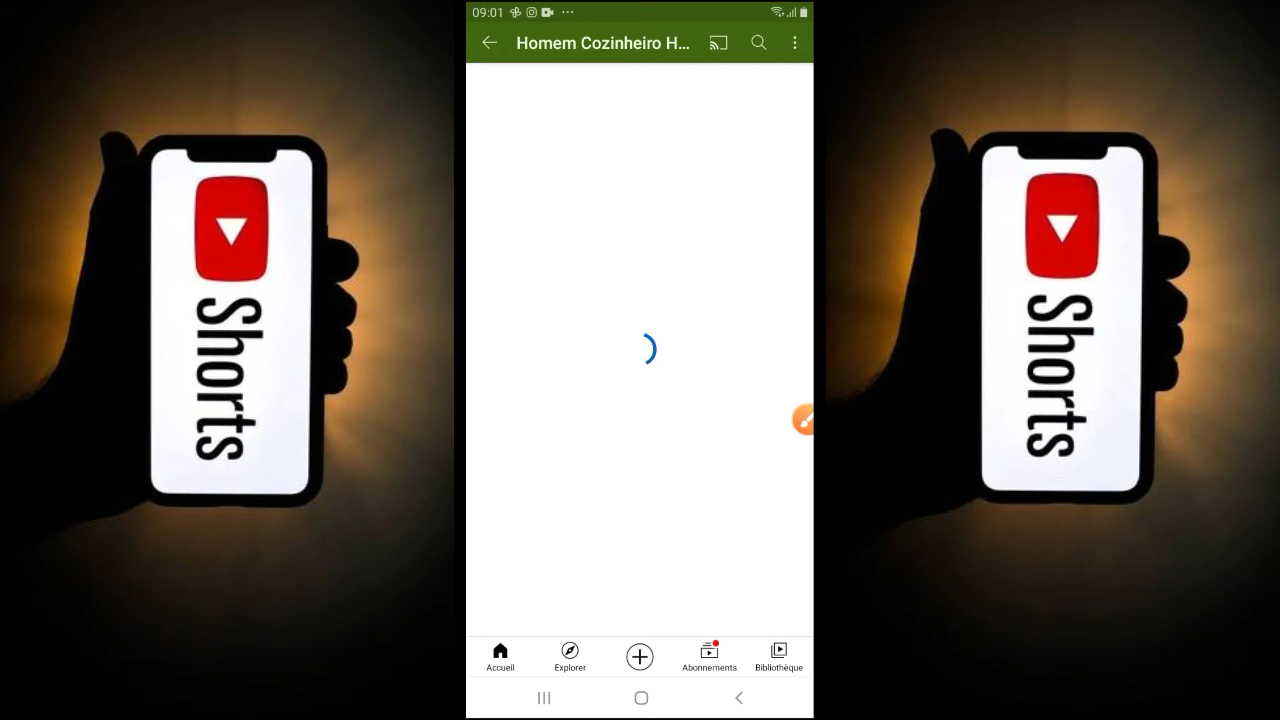 09:01
Homem Cozinheiro H...
Shorts
Shorts
Accueil
Explorer
Abonnements
Bibliothèque